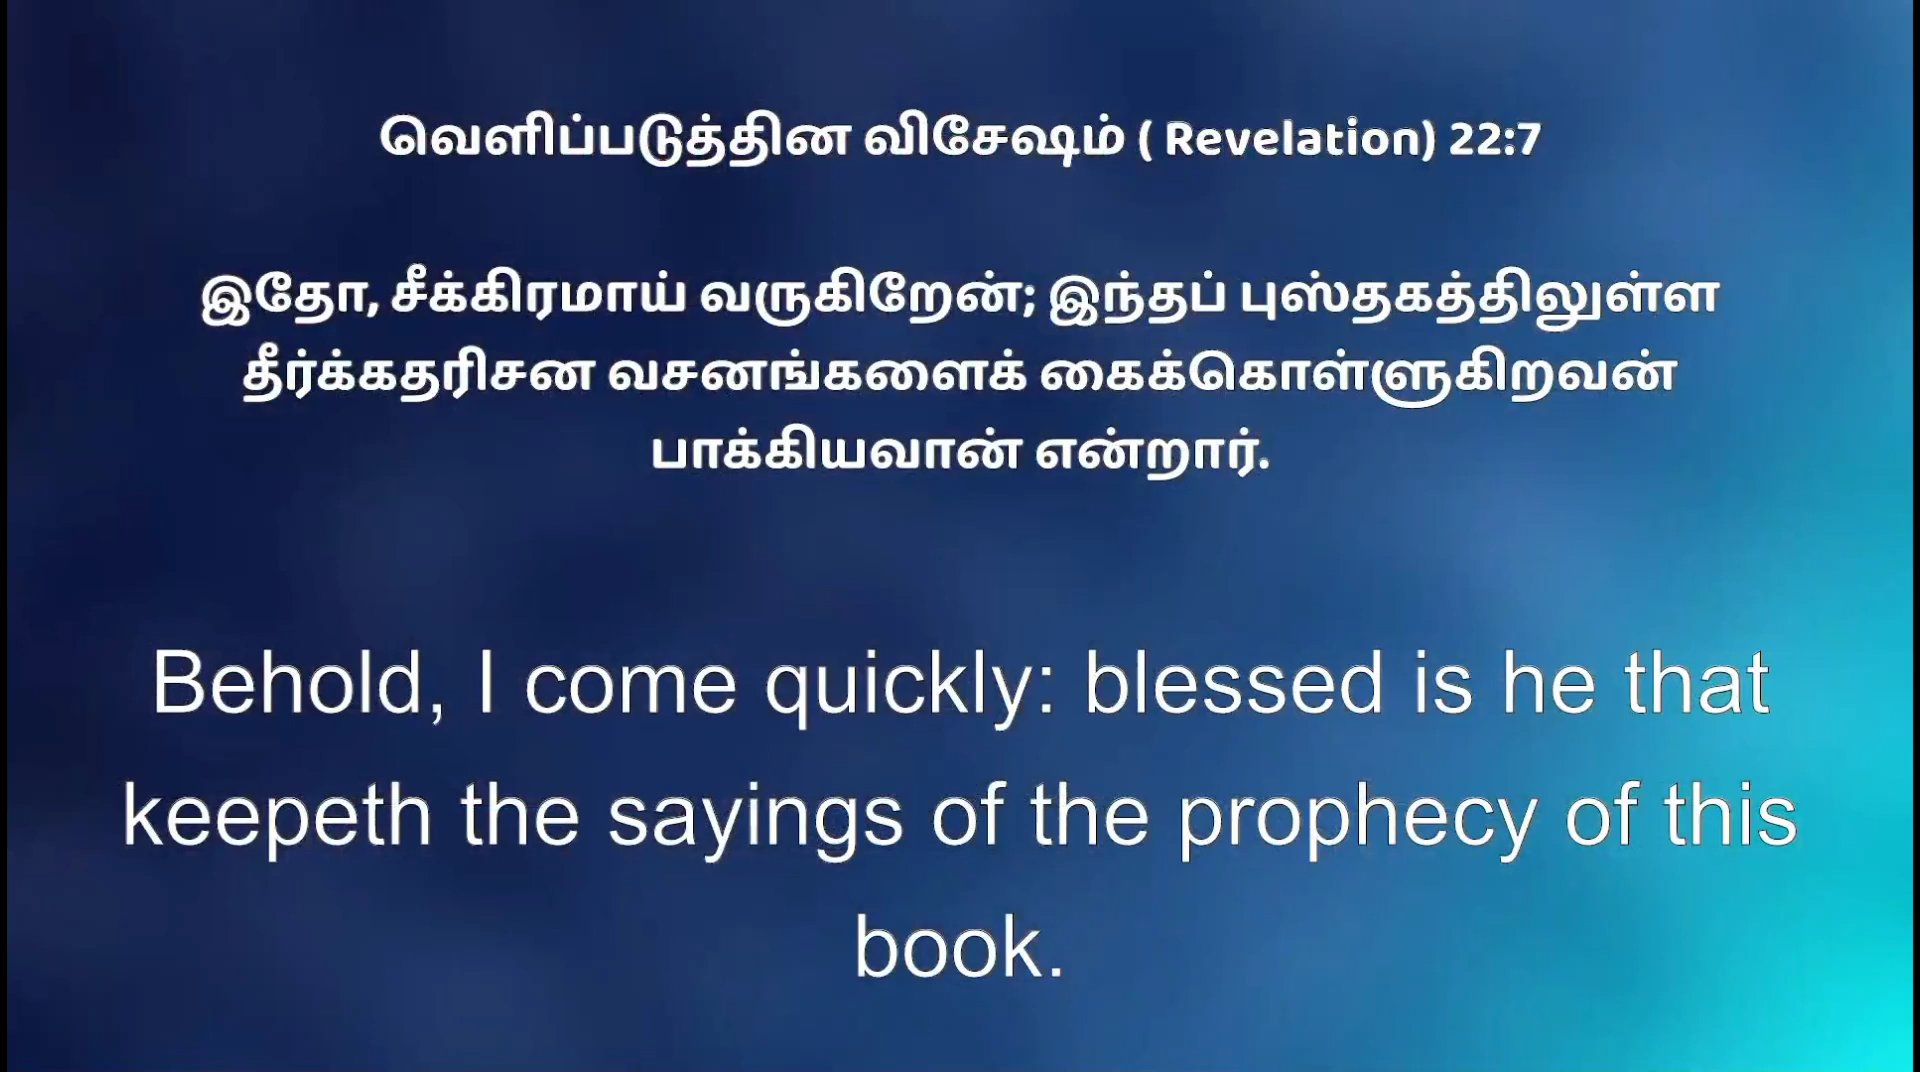 வெளிப்படுத்தின விசேஷம் ( Revelation) 22:7
இதோ, சீக்கிரமாய் வருகிறேன்; இந்தப் புஸ்தகத்திலுள்ள
தீர்க்கதரிசன வசனங்களைக் கைக்கொள்ளுகிறவன்
பாக்கியவான் என்றார்.
Behold, I come quickly: blessed is he that
keepeth the sayings of the prophecy of this
book.